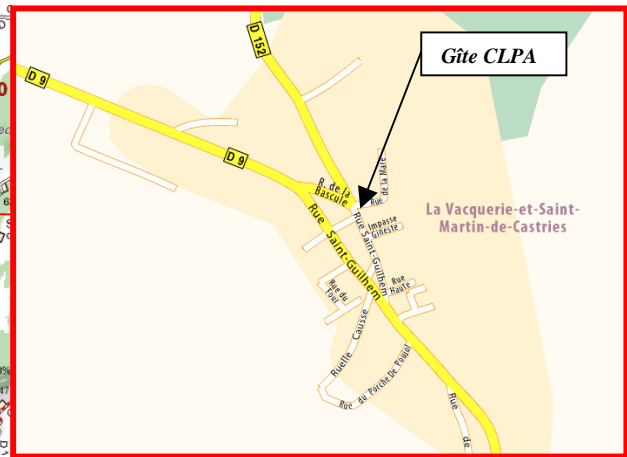 D 152
Gîte CLPA
D 9
D 9
R. de la
Bascule
Rue de la Mare
Impasse
Gineste
La Vacquerie-et-Saint-
Martin-de-Castries
Rue Saint-Guilhem
Rue Saint-Guilhem
Rue du
Four
Rue
Haute
Ruelle Causse
Rue du Porche De Poujol
Rue de